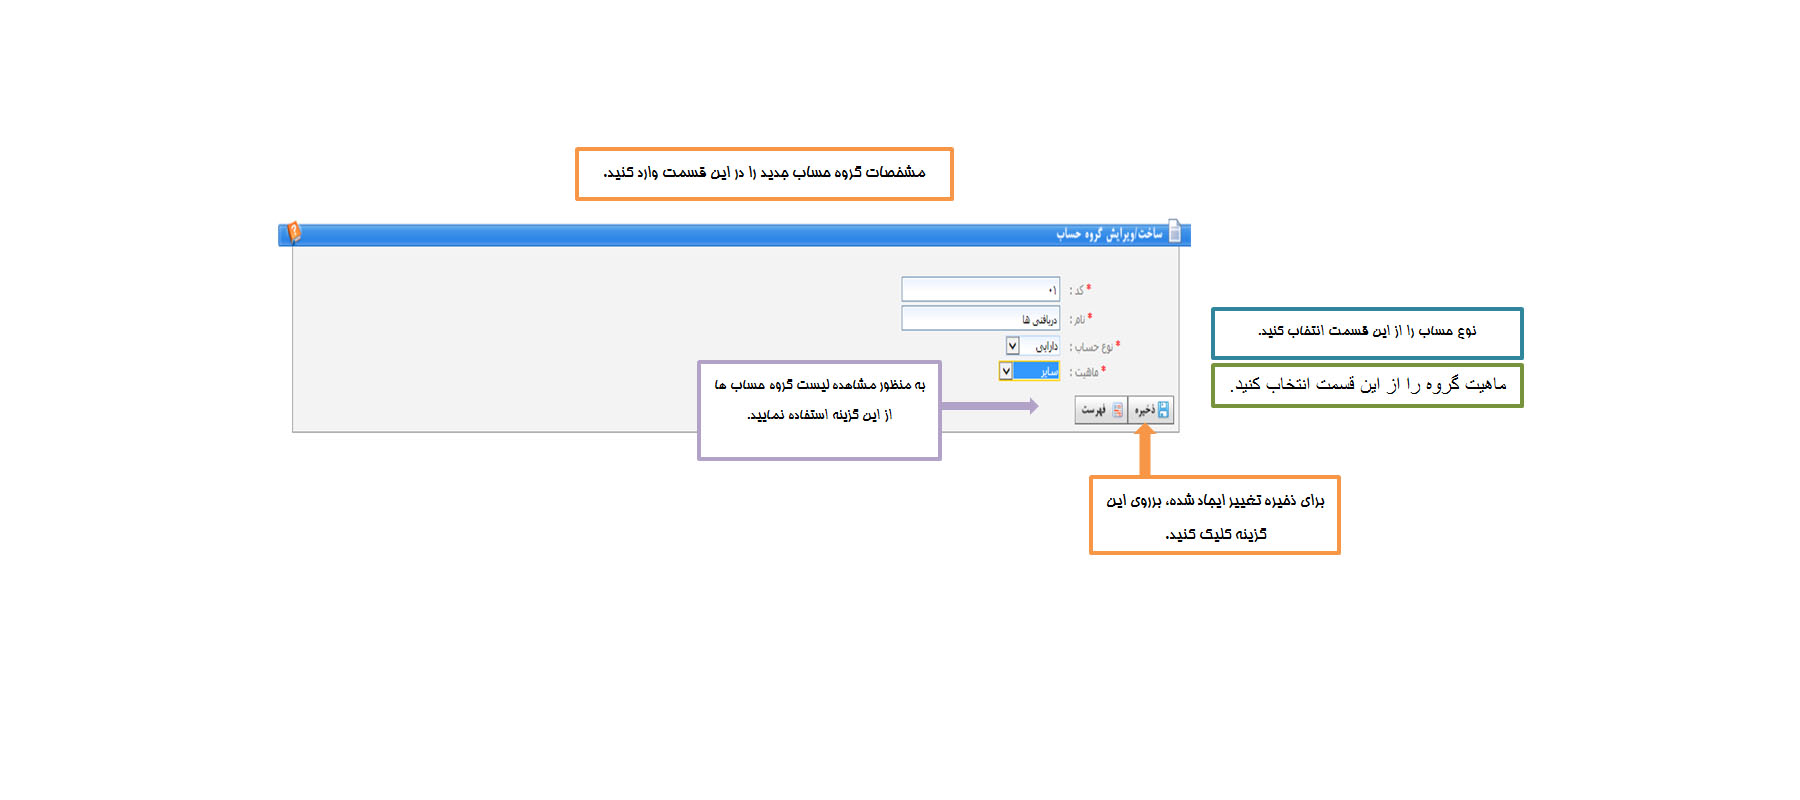 مشخصات گروه حساب جدید را در این قسمت وارد کنید.
ساخت/ویرایش گروه حساب
* کد : ۰۱
* نام : دریافتنی ها
* نوع حساب : دارایی
نوع حساب را از این قسمت انتخاب کنید.
* ماهیت : سایر
ماهیت گروه را از این قسمت انتخاب کنید.
به منظور مشاهده لیست گروه حساب ها
از این گزینه استفاده نمایید.
ذخیره فهرست
برای ذخیره تغییر ایجاد شده، برروی این
گزینه کلیک کنید.